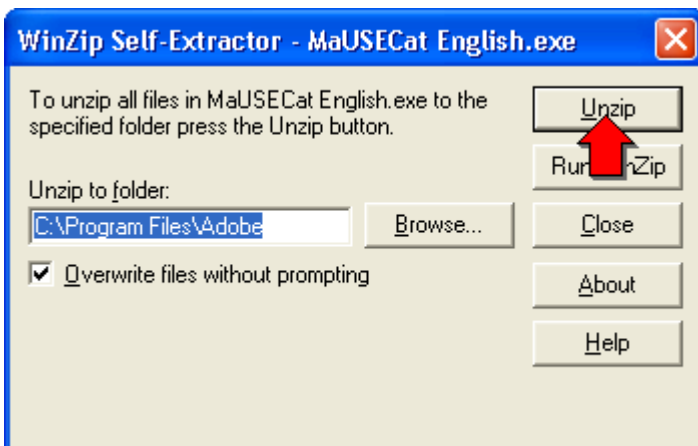 WinZip Self-Extractor - MaUSECat English.exe
To unzip all files in MaUSECat English.exe to the
specified folder press the Unzip button.
Unzip to folder:
C:\Program Files\Adobe
Browse...
Overwrite files without prompting
Unzip
Run WinZip
Close
About
Help